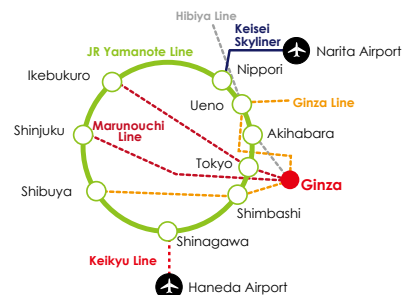 Hibiya Line
Keisei
Skyliner
Narita Airport
JR Yamanote Line
Nippori
Ikebukuro
Ueno
Ginza Line
Shinjuku
Marunouchi
Line
Akihabara
Tokyo
Ginza
Shibuya
Shimbashi
Shinagawa
Keikyu Line
Haneda Airport